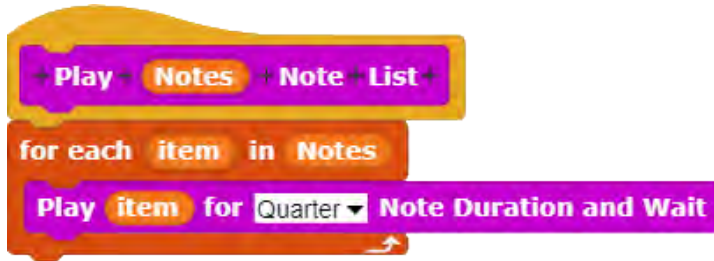 +Play+ Notes +Note+List+
for each item in Notes
Play item for Quarter Note Duration and Wait